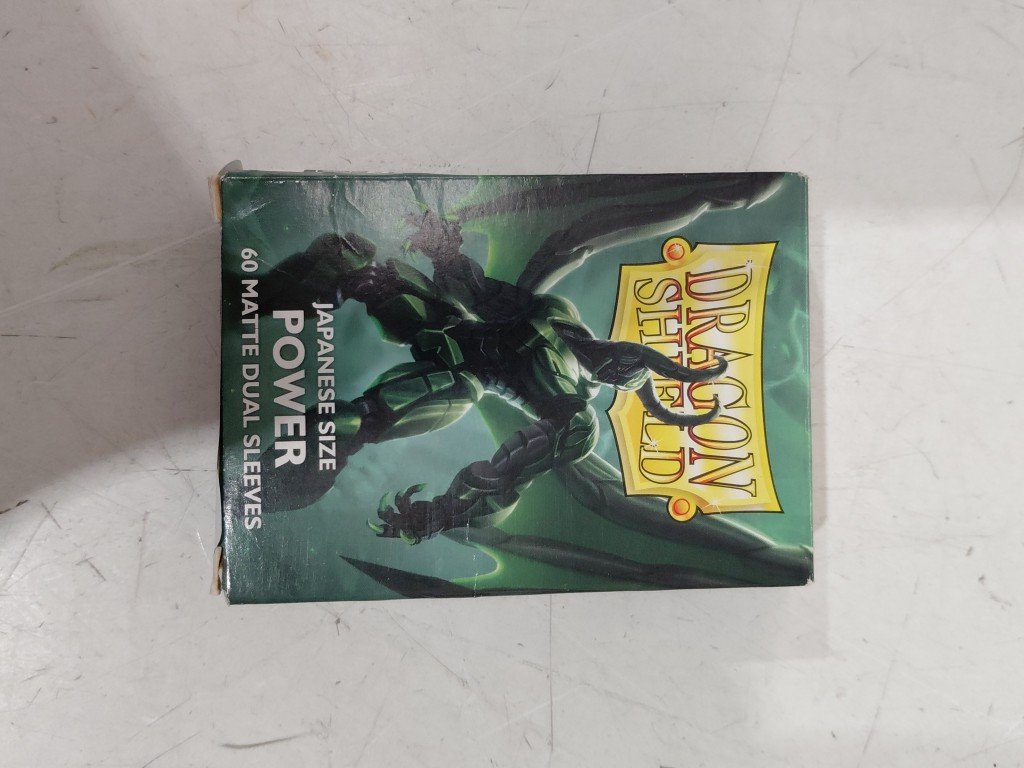 DRAGON
SHIELD
JAPANESE SIZE
POWER
60 MATTE DUAL SLEEVES